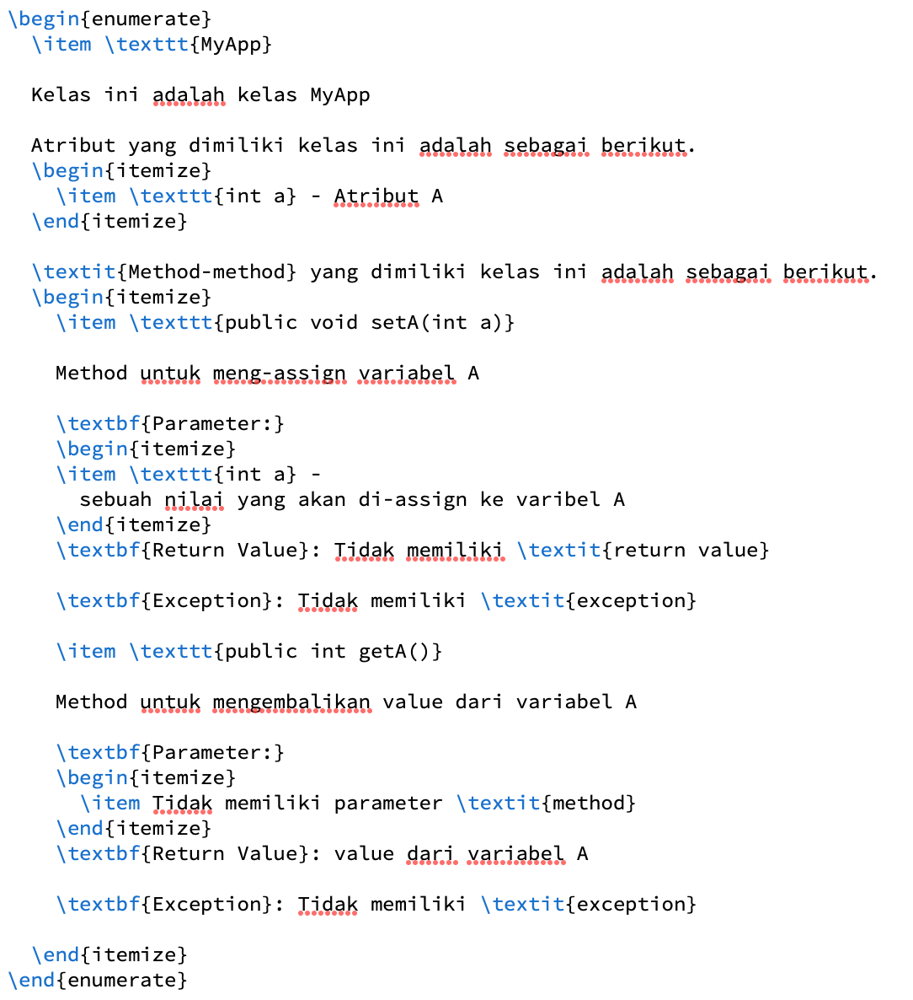 \begin{enumerate}
  \item \texttt{MyApp}

  Kelas ini adalah kelas MyApp

  Atribut yang dimiliki kelas ini adalah sebagai berikut.
  \begin{itemize}
    \item \texttt{int a} - Atribut A
  \end{itemize}

  \textit{Method-method} yang dimiliki kelas ini adalah sebagai berikut.
  \begin{itemize}
    \item \texttt{public void setA(int a)}

    Method untuk meng-assign variabel A

    \textbf{Parameter:}
    \begin{itemize}
    \item \texttt{int a} -
      sebuah nilai yang akan di-assign ke varibel A
    \end{itemize}
    \textbf{Return Value}: Tidak memiliki \textit{return value}

    \textbf{Exception}: Tidak memiliki \textit{exception}

    \item \texttt{public int getA()}

    Method untuk mengembalikan value dari variabel A

    \textbf{Parameter:}
    \begin{itemize}
      \item Tidak memiliki parameter \textit{method}
    \end{itemize}
    \textbf{Return Value}: value dari variabel A

    \textbf{Exception}: Tidak memiliki \textit{exception}

  \end{itemize}
\end{enumerate}